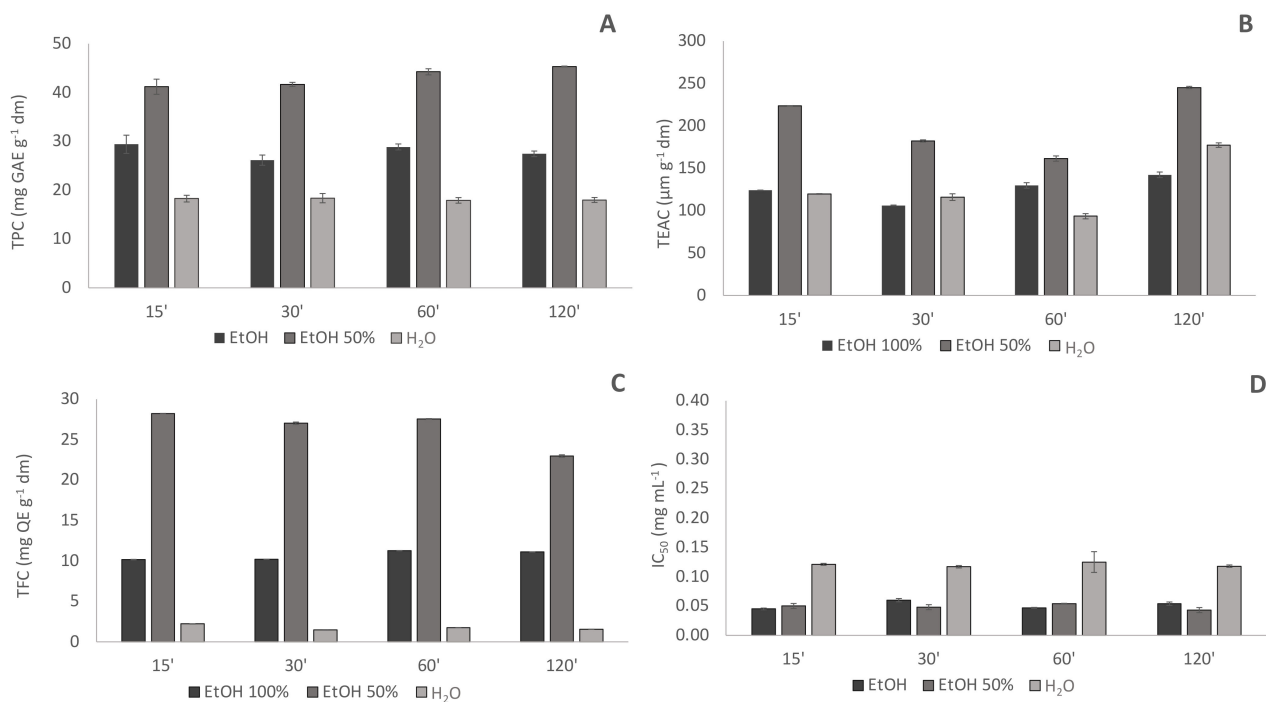 A
TPC (mg GAE g⁻¹ dm)
50
40
30
20
10
0
15' 30' 60' 120'
EtOH EtOH 50% H₂O
B
TEAC (µm g⁻¹ dm)
300
250
200
150
100
50
0
15' 30' 60' 120'
EtOH 100% EtOH 50% H₂O
C
TFC (mg QE g⁻¹ dm)
30
25
20
15
10
5
0
15' 30' 60' 120'
EtOH 100% EtOH 50% H₂O
D
IC₅₀ (mg mL⁻¹)
0.40
0.35
0.30
0.25
0.20
0.15
0.10
0.05
0.00
15' 30' 60' 120'
EtOH EtOH 50% H₂O